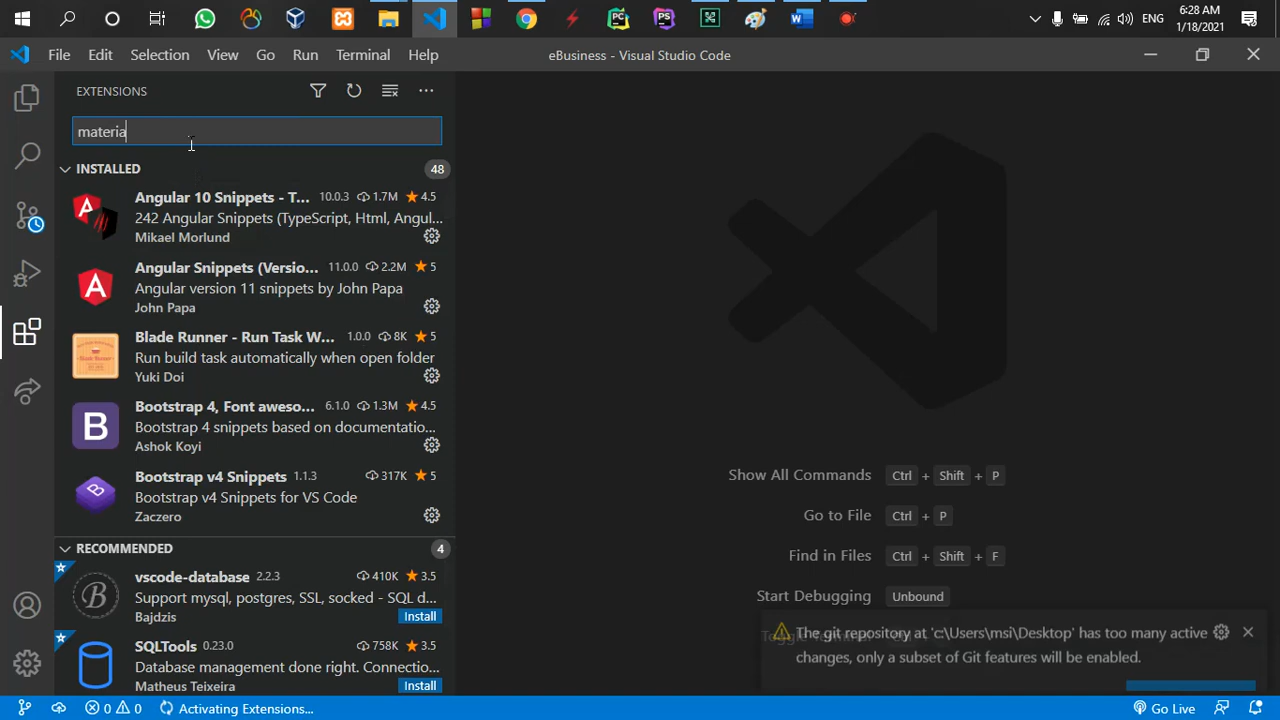 ENG
6:28 AM
1/18/2021
File Edit Selection View Go Run Terminal Help
eBusiness - Visual Studio Code
EXTENSIONS
materia
INSTALLED 48
Angular 10 Snippets - T... 10.0.3 1.7M 4.5
242 Angular Snippets (TypeScript, Html, Angul...
Mikael Morlund
Angular Snippets (Versio... 11.0.0 2.2M 5
Angular version 11 snippets by John Papa
John Papa
Blade Runner - Run Task W... 1.0.0 8K 5
Run build task automatically when open folder
Yuki Doi
Bootstrap 4, Font aweso... 6.1.0 1.3M 4.5
Bootstrap 4 snippets based on documentatio...
Ashok Koyi
Bootstrap v4 Snippets 1.1.3 317K 5
Bootstrap v4 Snippets for VS Code
Zaczero
RECOMMENDED 4
vscode-database 2.2.3 410K 3.5
Support mysql, postgres, SSL, socked - SQL d...
Bajdzis Install
SQLTools 0.23.0 758K 3.5
Database management done right. Connectio...
Matheus Teixeira Install
Show All Commands Ctrl + Shift + P
Go to File Ctrl + P
Find in Files Ctrl + Shift + F
Start Debugging Unbound
The git repository at 'c:\Users\msi\Desktop' has too many active
changes, only a subset of Git features will be enabled.
0 0 Activating Extensions...
Go Live